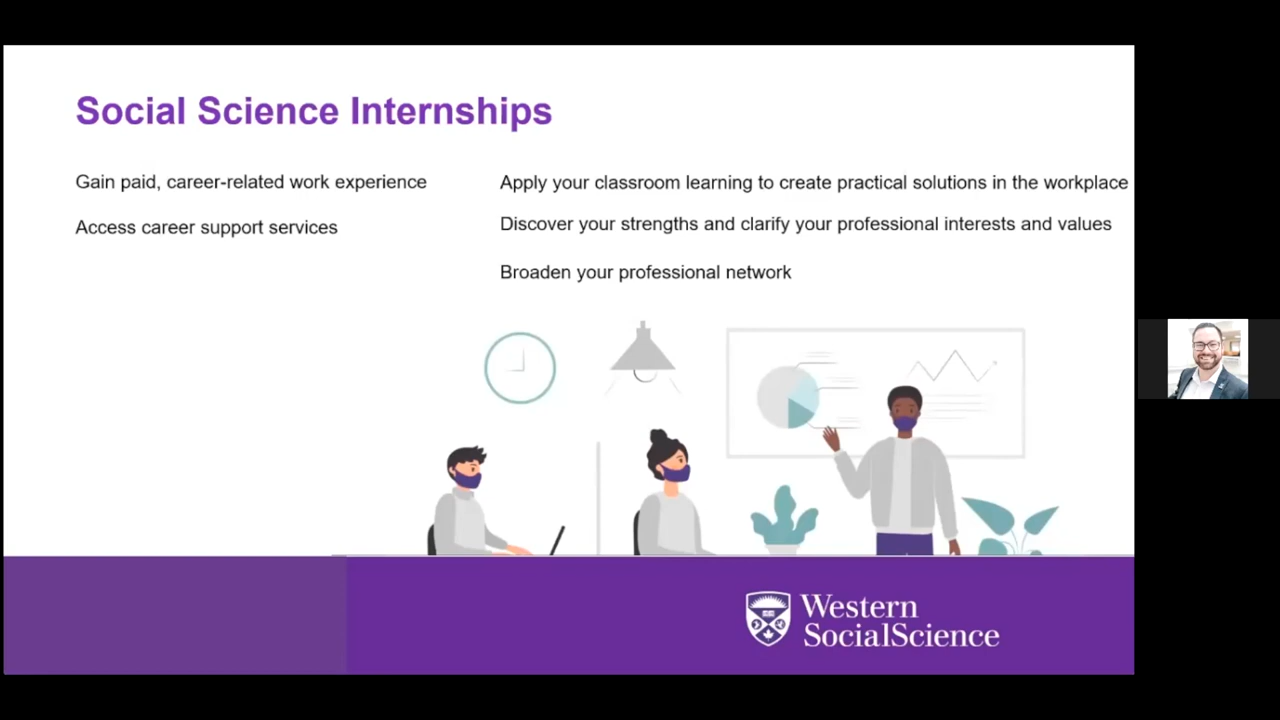 Social Science Internships
Gain paid, career-related work experience
Access career support services
Apply your classroom learning to create practical solutions in the workplace
Discover your strengths and clarify your professional interests and values
Broaden your professional network
Western
SocialScience